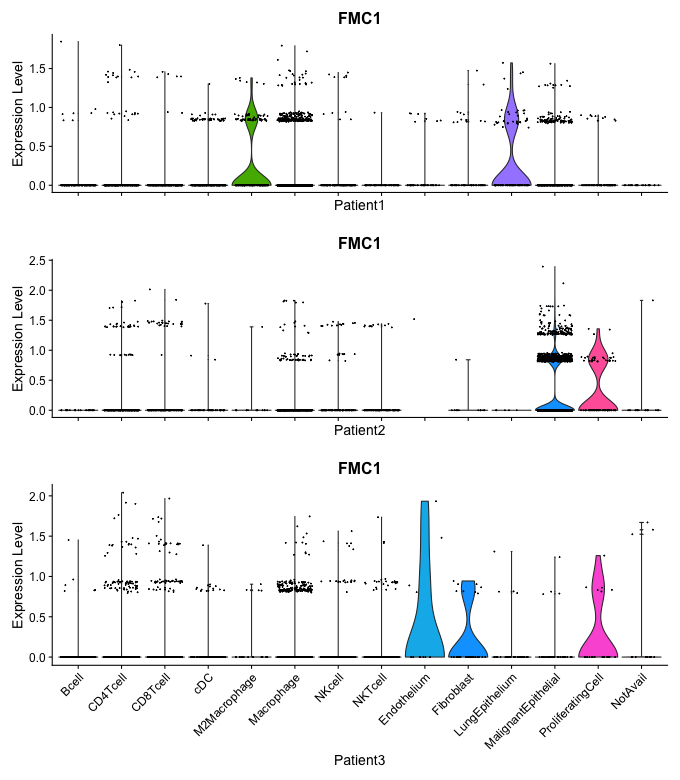 FMC1
Expression Level
1.5
1.0
0.5
0.0
Patient1
FMC1
Expression Level
2.5
2.0
1.5
1.0
0.5
0.0
Patient2
FMC1
Expression Level
2.0
1.5
1.0
0.5
0.0
Bcell
CD4Tcell
CD8Tcell
cDC
M2Macrophage
Macrophage
NKcell
NKTcell
Endothelium
Fibroblast
LungEpithelium
MalignantEpithelial
ProliferatingCell
NotAvail
Patient3